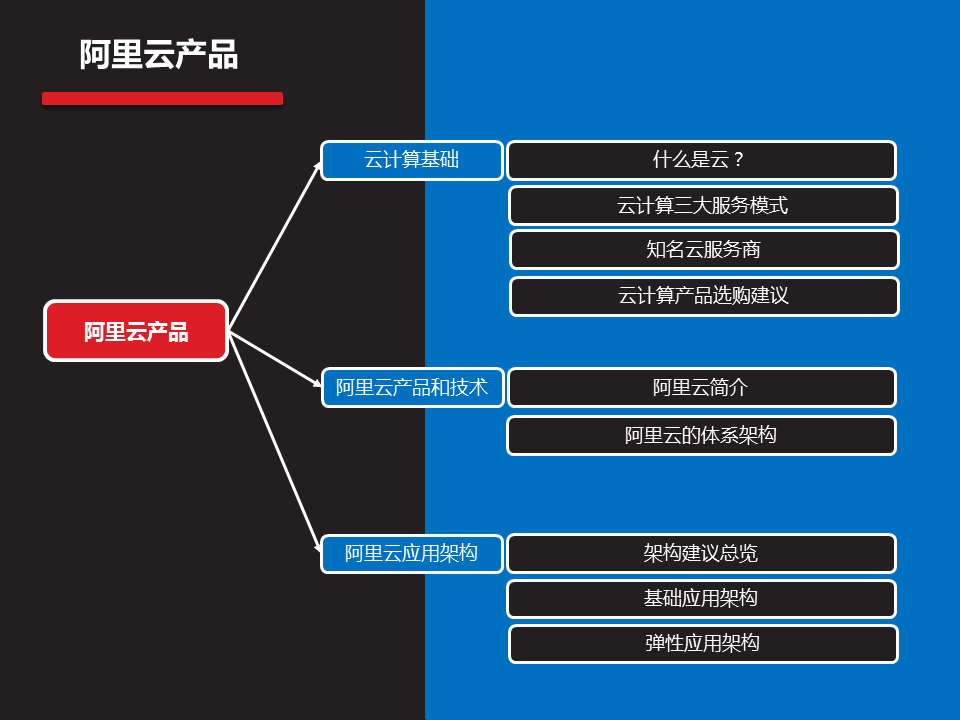 阿里云产品
阿里云产品
云计算基础
什么是云？
云计算三大服务模式
知名云服务商
云计算产品选购建议
阿里云产品和技术
阿里云简介
阿里云的体系架构
阿里云应用架构
架构建议总览
基础应用架构
弹性应用架构